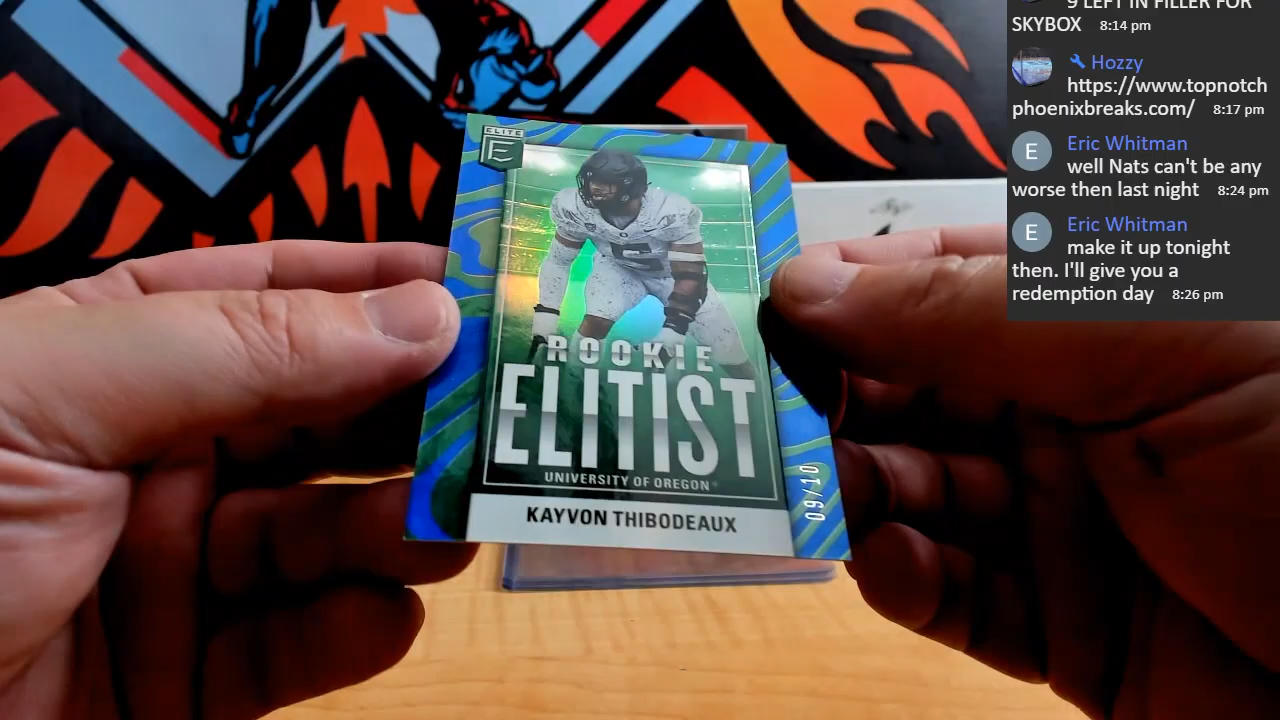 9 LEFT IN FILLER FOR
SKYBOX 8:14 pm
Hozzy
https://www.topnotch
phoenixbreaks.com/ 8:17 pm
E Eric Whitman
well Nats can't be any
worse then last night 8:24 pm
E Eric Whitman
make it up tonight
then. I'll give you a
redemption day 8:26 pm
ELITE
E
ROOKIE
ELITIST
UNIVERSITY OF OREGON
KAYVON THIBODEAUX
09/10